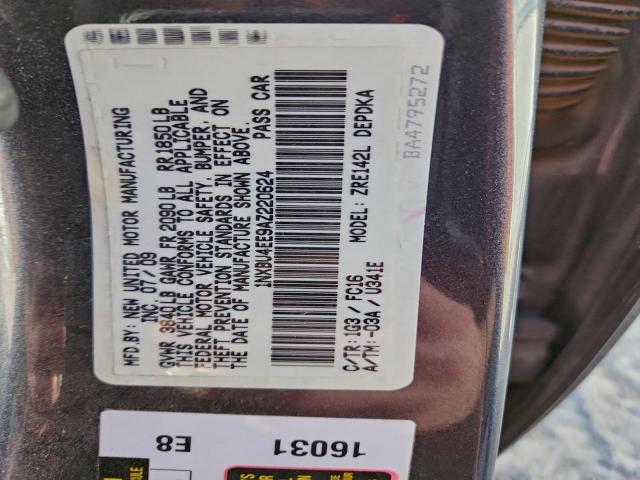 MFD.BY: NEW UNITED MOTOR MANUFACTURING
INC. 07/09
GVWR 3840LB GAWR FR 2090LB RR 1850LB
THIS VEHICLE CONFORMS TO ALL APPLICABLE
FEDERAL MOTOR VEHICLE SAFETY, BUMPER, AND
THEFT PREVENTION STANDARDS IN EFFECT ON
THE DATE OF MANUFACTURE SHOWN ABOVE.
1NXBU4EE9AZ220624 PASS CAR
MODEL: ZRE142L DEPDKA
C/TR: 1G3 / FC16
A/TM: -03A / U341E
BA4795272
E8 16031